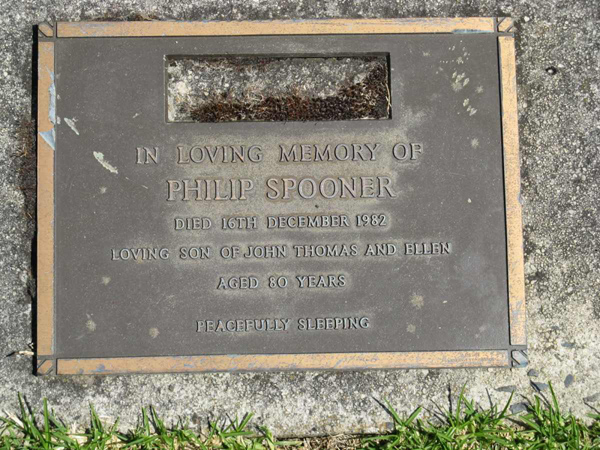 IN LOVING MEMORY OF
PHILIP SPOONER
DIED 16TH DECEMBER 1982
LOVING SON OF JOHN THOMAS AND ELLEN
AGED 80 YEARS
PEACEFULLY SLEEPING